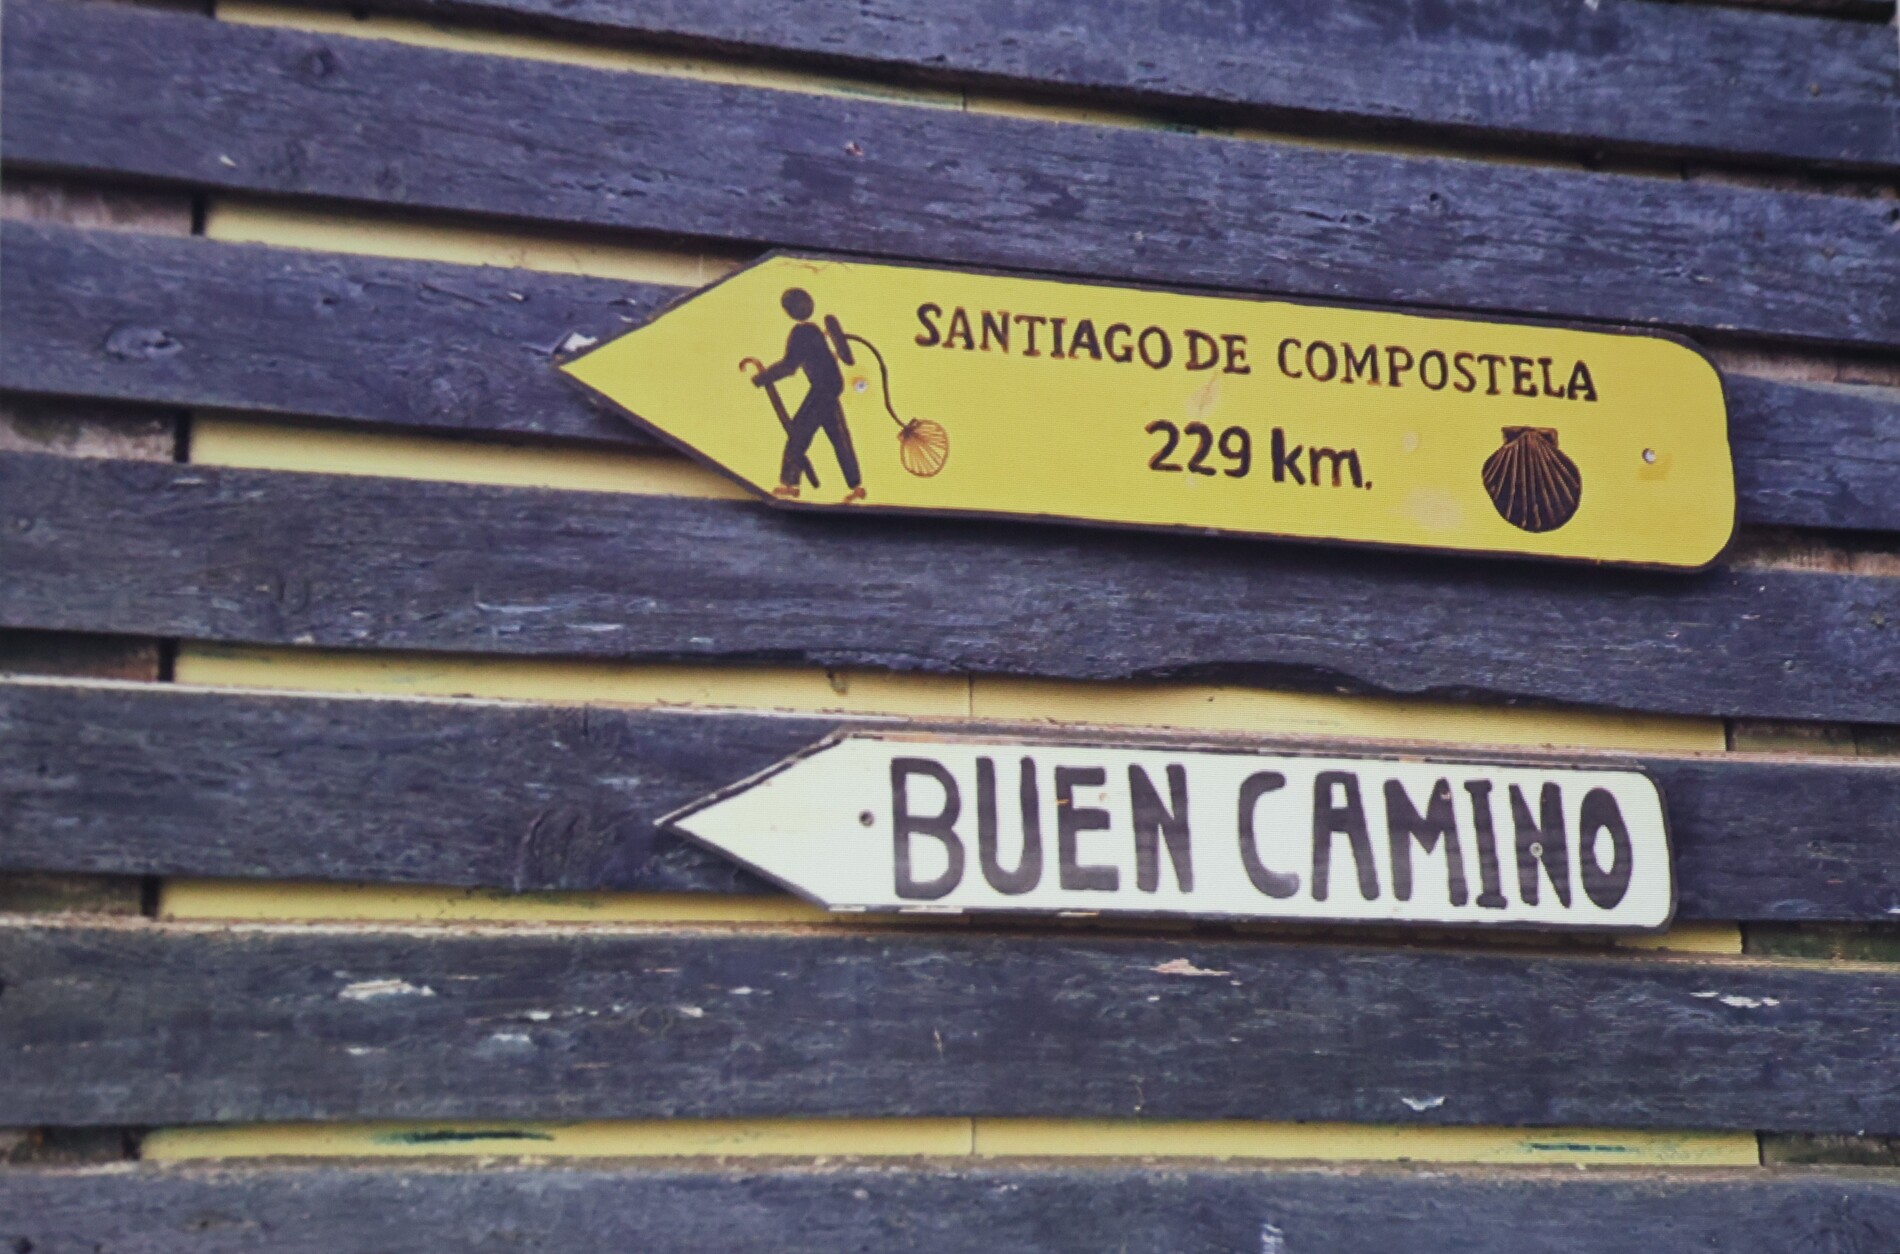 SANTIAGO DE COMPOSTELA
229 km.
BUEN CAMINO